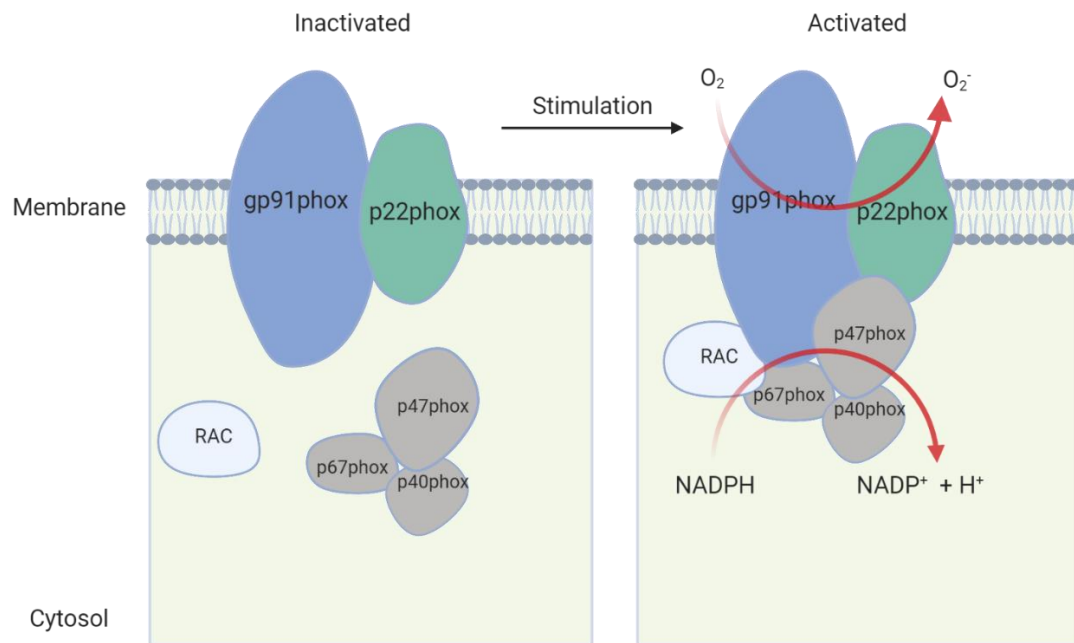 Inactivated
Activated
Stimulation
O₂
O₂⁻
Membrane
gp91phox
p22phox
gp91phox
p22phox
RAC
p47phox
p67phox
p40phox
RAC
p47phox
p67phox
p40phox
NADPH
NADP⁺ + H⁺
Cytosol